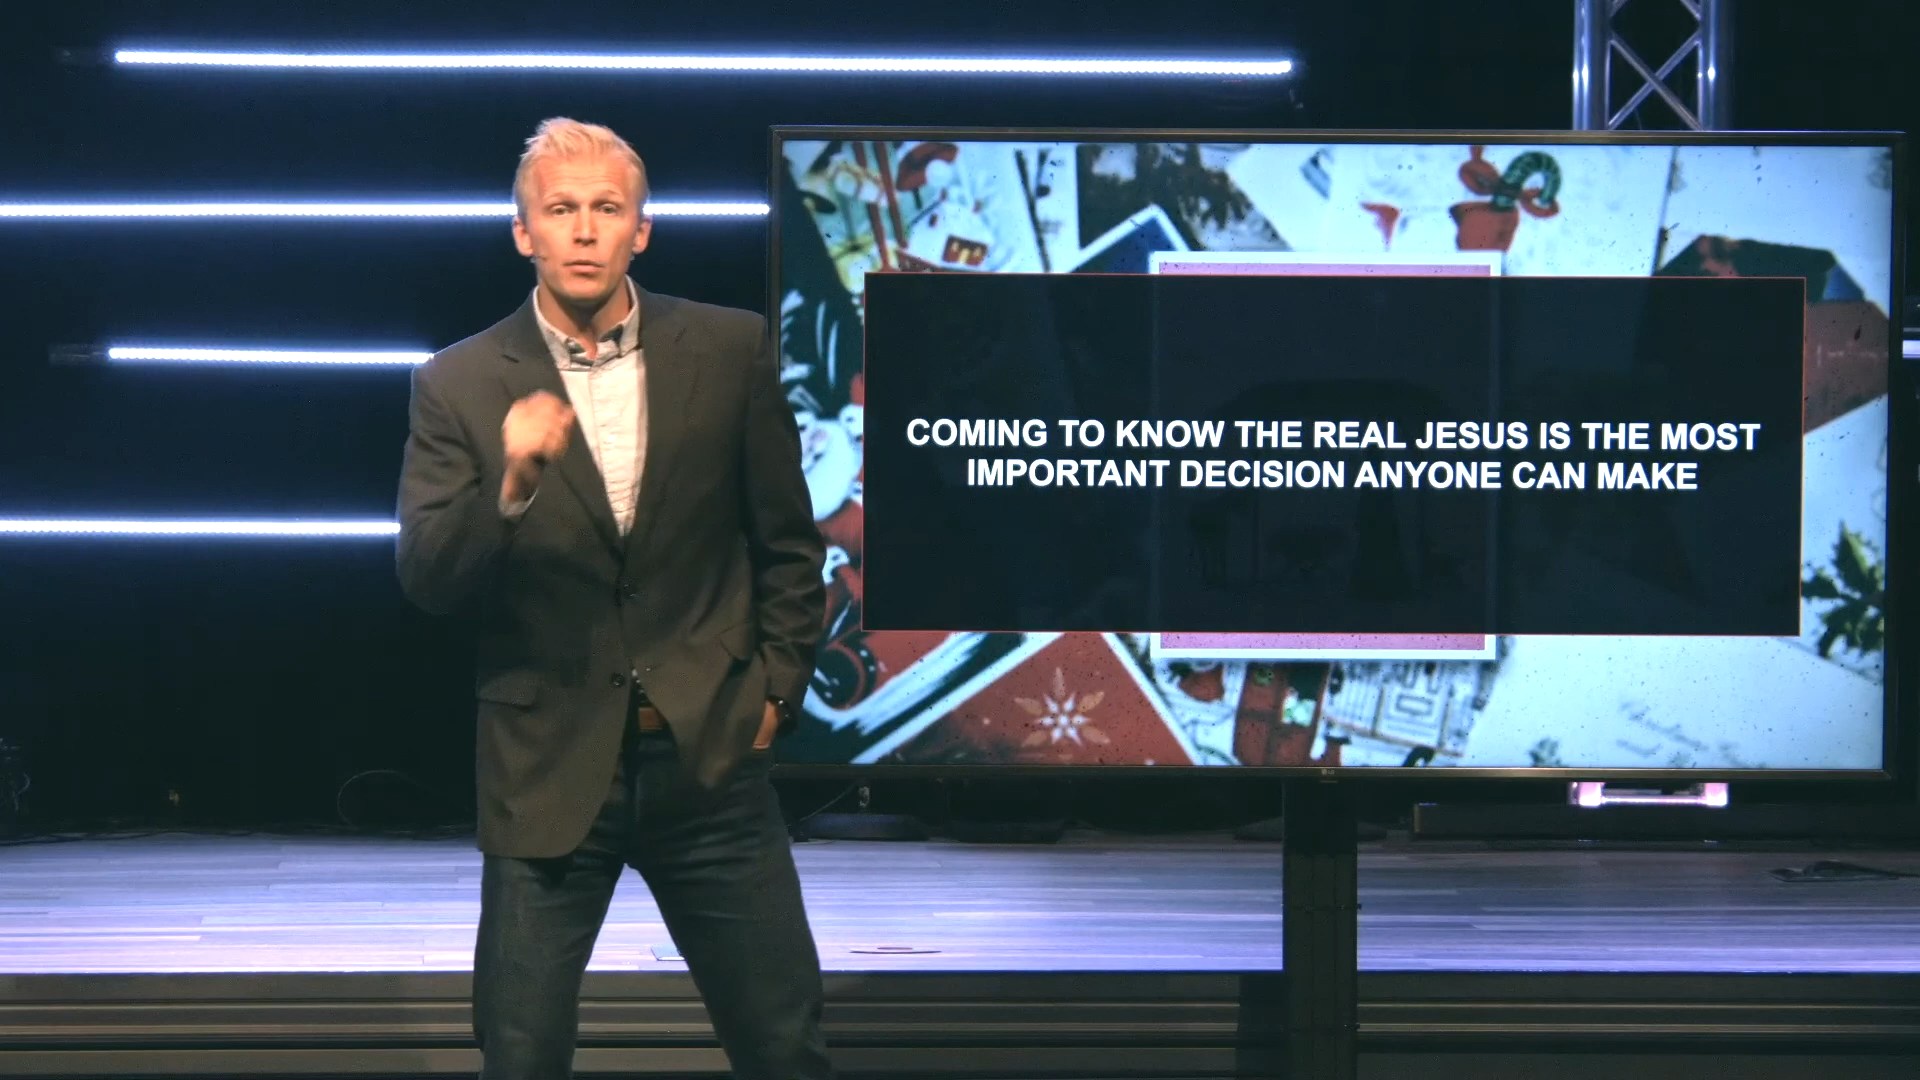 COMING TO KNOW THE REAL JESUS IS THE MOST
IMPORTANT DECISION ANYONE CAN MAKE